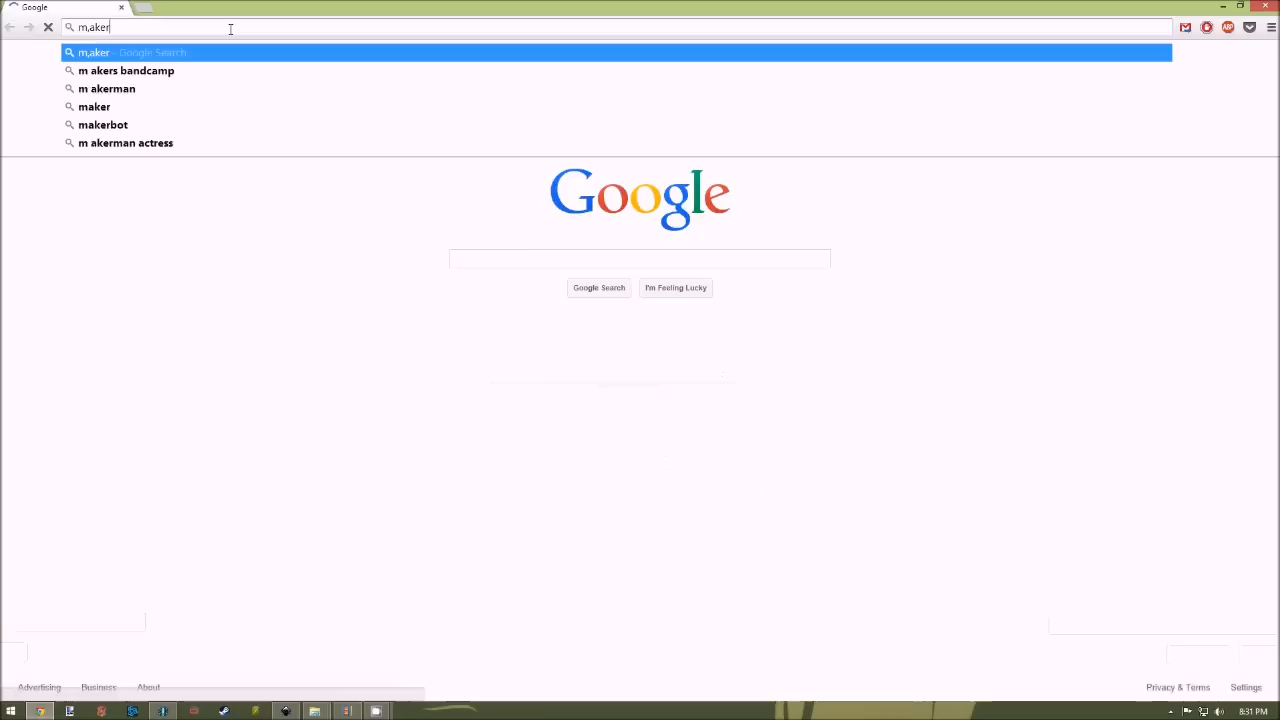 Google
m,aker
m,aker - Google Search
m akers bandcamp
m akerman
maker
makerbot
m akerman actress
Google
Google Search I'm Feeling Lucky
Advertising Business About Privacy & Terms Settings
8:31 PM